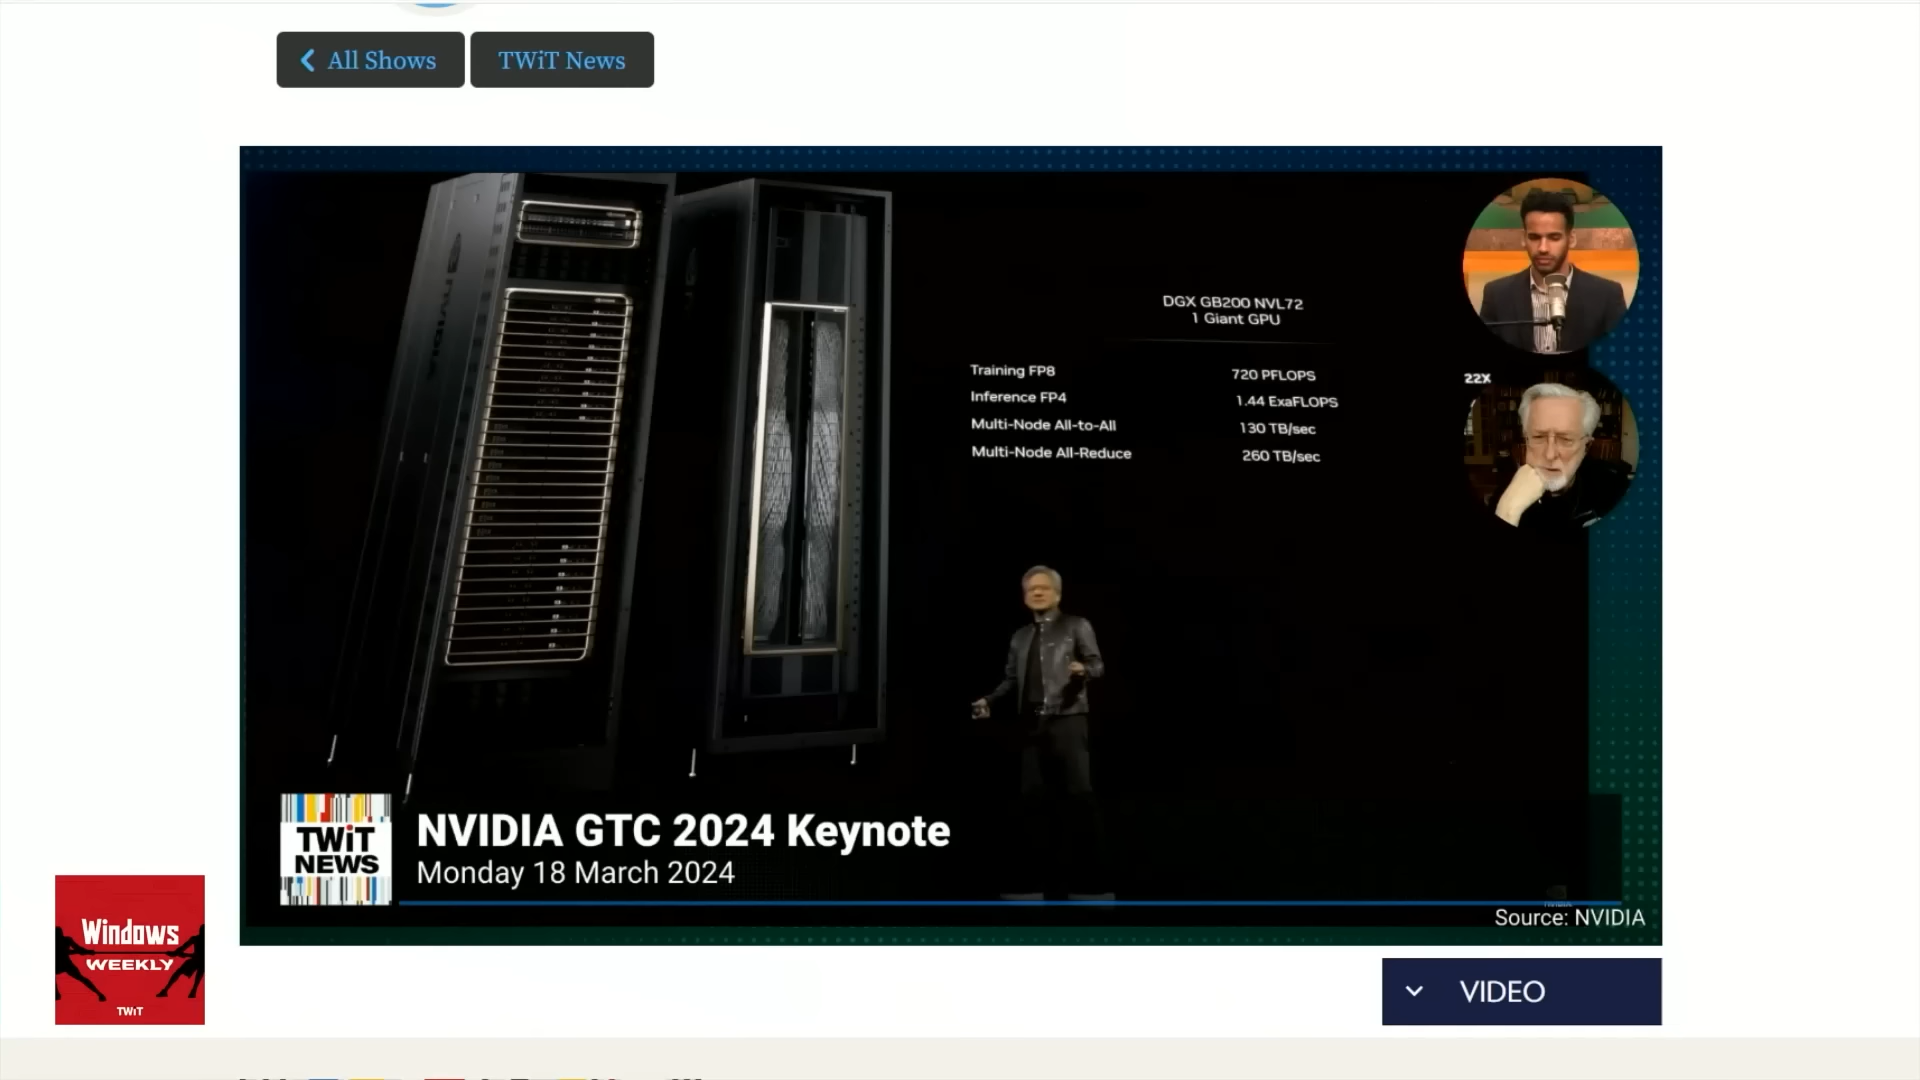 All Shows
TWiT News
DGX GB200 NVL72
1 Giant GPU
Training FP8 720 PFLOPS 22X
Inference FP4 1.44 ExaFLOPS
Multi-Node All-to-All 130 TB/sec
Multi-Node All-Reduce 260 TB/sec
TWiT
NEWS
NVIDIA GTC 2024 Keynote
Monday 18 March 2024
Source: NVIDIA
Windows
WEEKLY
TWiT
VIDEO